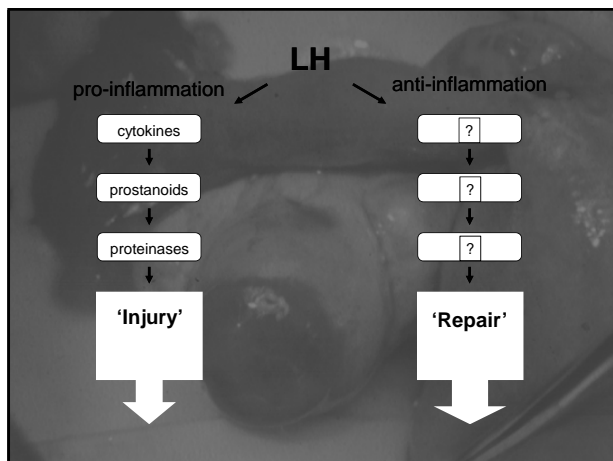 LH
pro-inflammation
anti-inflammation
cytokines
?
prostanoids
?
proteinases
?
‘Injury’
‘Repair’